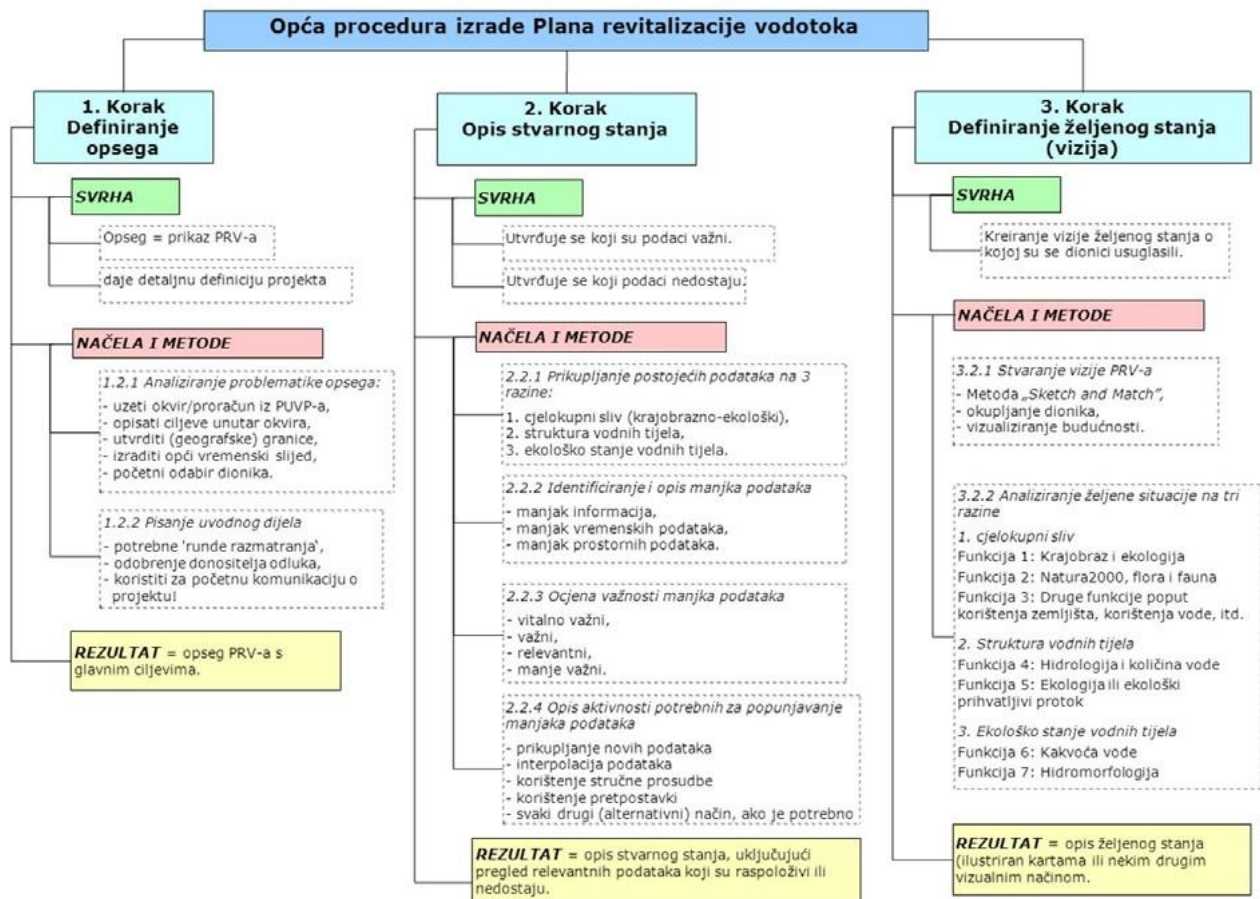 Opća procedura izrade Plana revitalizacije vodotoka
1. Korak
Definiranje
opsega
SVRHA
Opseg = prikaz PRV-a
daje detaljnu definiciju projekta
NAČELA I METODE
1.2.1 Analiziranje problematike opsega:
- uzeti okvir/proračun iz PUVP-a,
- opisati ciljeve unutar okvira,
- utvrditi (geografske) granice,
- izraditi opći vremenski slijed,
- početni odabir dionika.
1.2.2 Pisanje uvodnog dijela
- potrebne 'runde razmatranja',
- odobrenje donositelja odluka,
- koristiti za početnu komunikaciju o
projektu!
REZULTAT = opseg PRV-a s
glavnim ciljevima.
2. Korak
Opis stvarnog stanja
SVRHA
Utvrđuje se koji su podaci važni.
Utvrđuje se koji podaci nedostaju.
NAČELA I METODE
2.2.1 Prikupljanje postojećih podataka na 3
razine:
1. cjelokupni sliv (krajobrazno-ekološki),
2. struktura vodnih tijela,
3. ekološko stanje vodnih tijela.
2.2.2 Identificiranje i opis manjka podataka
- manjak informacija,
- manjak vremenskih podataka,
- manjak prostornih podataka.
2.2.3 Ocjena važnosti manjka podataka
- vitalno važni,
- važni,
- relevantni,
- manje važni.
2.2.4 Opis aktivnosti potrebnih za popunjavanje
manjaka podataka
- prikupljanje novih podataka
- interpolacija podataka
- korištenje stručne prosudbe
- korištenje pretpostavki
- svaki drugi (alternativni) način, ako je potrebno
REZULTAT = opis stvarnog stanja, uključujući
pregled relevantnih podataka koji su raspoloživi ili
nedostaju.
3. Korak
Definiranje željenog stanja
(vizija)
SVRHA
Kreiranje vizije željenog stanja o
kojoj su se dionici usuglasili.
NAČELA I METODE
3.2.1 Stvaranje vizije PRV-a
- Metoda „Sketch and Match”,
- okupljanje dionika,
- vizualiziranje budućnosti.
3.2.2 Analiziranje željene situacije na tri
razine
1. cjelokupni sliv
Funkcija 1: Krajobraz i ekologija
Funkcija 2: Natura2000, flora i fauna
Funkcija 3: Druge funkcije poput
korištenja zemljišta, korištenja vode, itd.
2. Struktura vodnih tijela
Funkcija 4: Hidrologija i količina vode
Funkcija 5: Ekologija ili ekološki
prihvatljivi protok
3. Ekološko stanje vodnih tijela
Funkcija 6: Kakvoća vode
Funkcija 7: Hidromorfologija
REZULTAT = opis željenog stanja
(ilustriran kartama ili nekim drugim
vizualnim načinom.